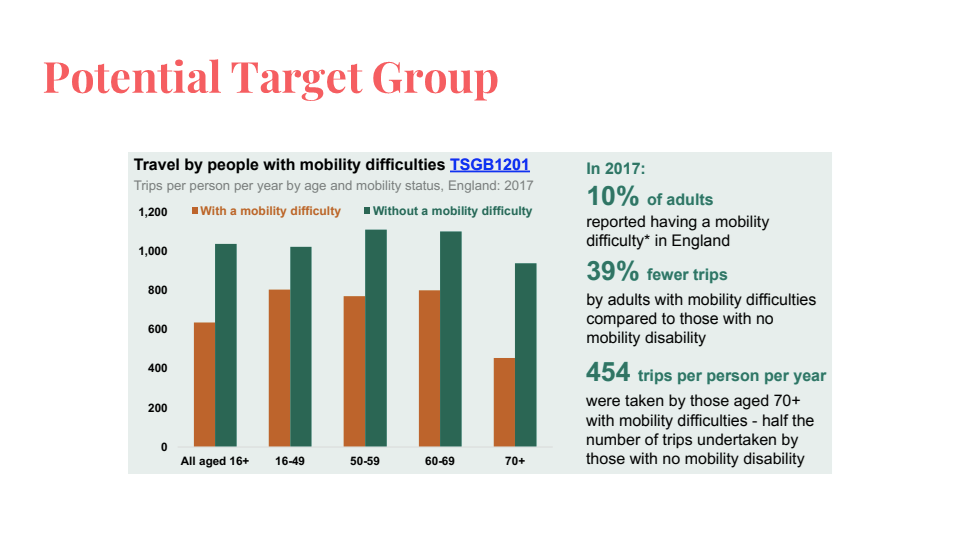 Potential Target Group
Travel by people with mobility difficulties TSGB1201
Trips per person per year by age and mobility status, England: 2017
With a mobility difficulty
Without a mobility difficulty
1,200
1,000
800
600
400
200
0
All aged 16+
16-49
50-59
60-69
70+
In 2017:
10% of adults
reported having a mobility
difficulty* in England
39% fewer trips
by adults with mobility difficulties
compared to those with no
mobility disability
454 trips per person per year
were taken by those aged 70+
with mobility difficulties - half the
number of trips undertaken by
those with no mobility disability